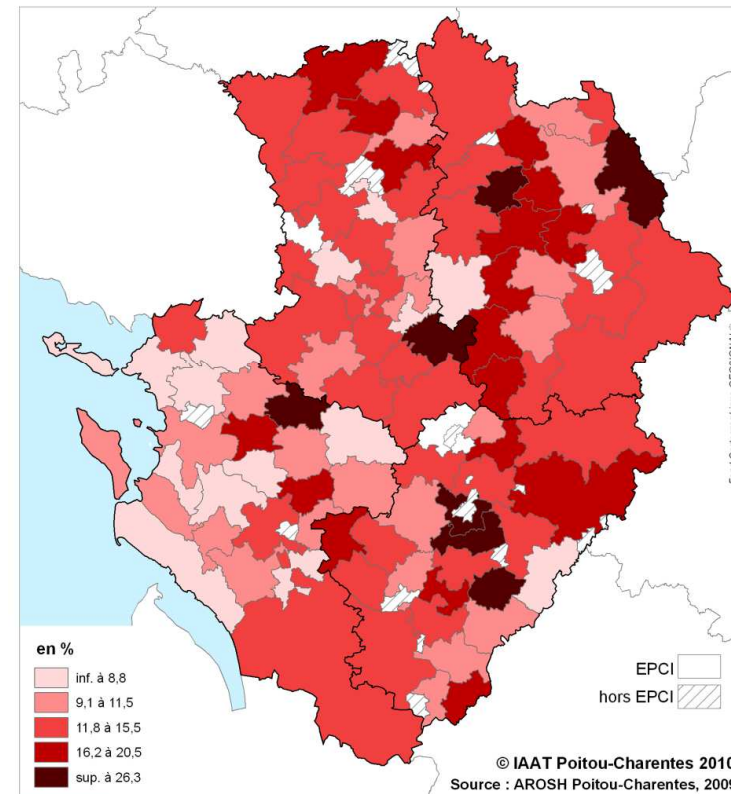 en %
inf. à 8,8
9,1 à 11,5
11,8 à 15,5
16,2 à 20,5
sup. à 26,3
EPCI
hors EPCI
© IAAT Poitou-Charentes 2010
Source : AROSH Poitou-Charentes, 2009